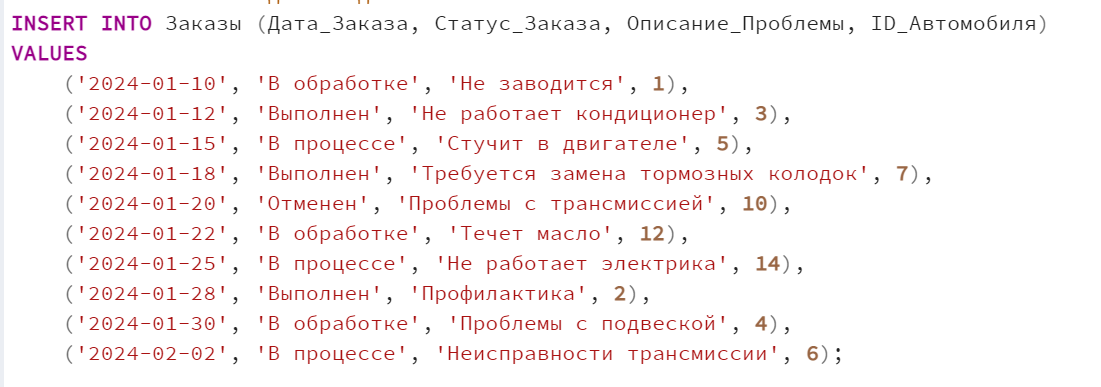 INSERT INTO Заказы (Дата_Заказа, Статус_Заказа, Описание_Проблемы, ID_Автомобиля)
VALUES
('2024-01-10', 'В обработке', 'Не заводится', 1),
('2024-01-12', 'Выполнен', 'Не работает кондиционер', 3),
('2024-01-15', 'В процессе', 'Стучит в двигателе', 5),
('2024-01-18', 'Выполнен', 'Требуется замена тормозных колодок', 7),
('2024-01-20', 'Отменен', 'Проблемы с трансмиссией', 10),
('2024-01-22', 'В обработке', 'Течет масло', 12),
('2024-01-25', 'В процессе', 'Не работает электрика', 14),
('2024-01-28', 'Выполнен', 'Профилактика', 2),
('2024-01-30', 'В обработке', 'Проблемы с подвеской', 4),
('2024-02-02', 'В процессе', 'Неисправности трансмиссии', 6);